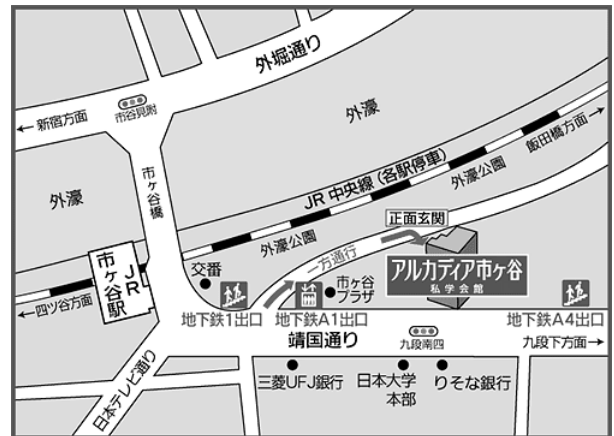 外堀通り
←新宿方面
市谷見附
外濠
飯田橋方面→
市ヶ谷橋
JR 中央線（各駅停車）
外濠公園
外濠
正面玄関
外濠公園
一方通行
アルカディア市ヶ谷
私学会館
JR
市ヶ谷駅
交番
市ヶ谷
プラザ
←四ツ谷方面
地下鉄1出口
地下鉄A1出口
地下鉄A4出口
靖国通り
九段南四
九段下方面→
日本テレビ通り
三菱UFJ銀行
日本大学
本部
りそな銀行